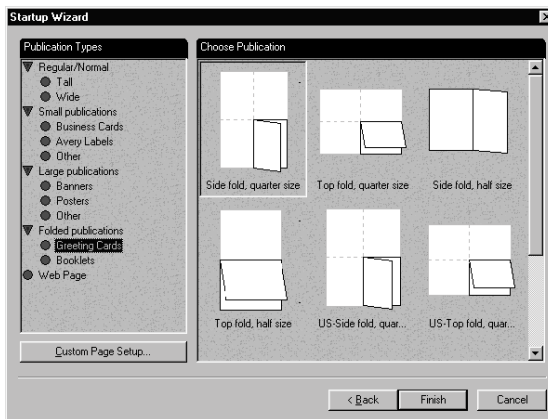 Startup Wizard
Publication Types
Regular/Normal
Tall
Wide
Small publications
Business Cards
Avery Labels
Other
Large publications
Banners
Posters
Other
Folded publications
Greeting Cards
Booklets
Web Page
Custom Page Setup...
Choose Publication
Side fold, quarter size
Top fold, quarter size
Side fold, half size
Top fold, half size
US-Side fold, quar...
US-Top fold, quar...
< Back
Finish
Cancel